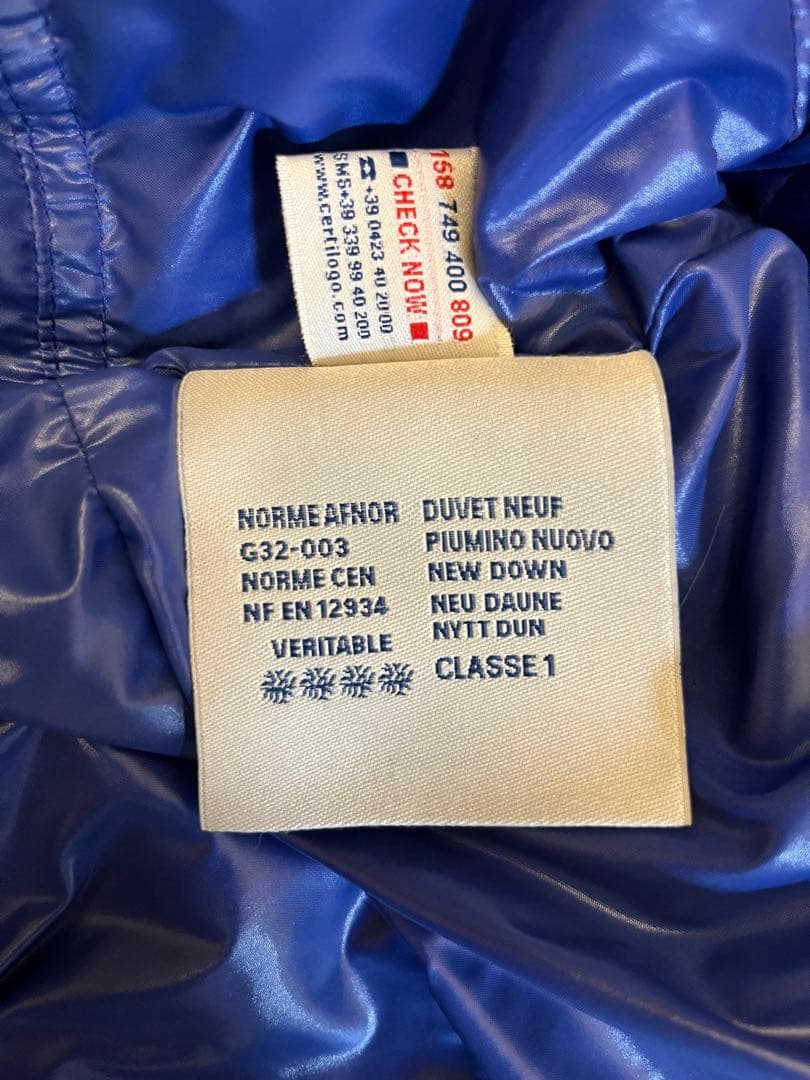 158 749 400 809
CHECK NOW
☎ +39 0423 40 20 00
SMS+39 339 99 40 200
www.certilogo.com
NORME AFNOR
G32-003
NORME CEN
NF EN 12934
VERITABLE
DUVET NEUF
PIUMINO NUOVO
NEW DOWN
NEU DAUNE
NYTT DUN
CLASSE 1